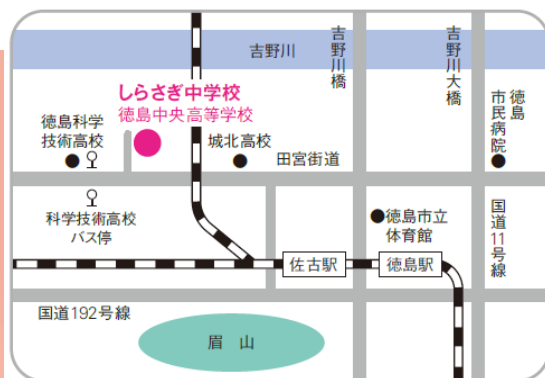 吉野川
吉野川橋
吉野川大橋
しらさぎ中学校
徳島中央高等学校
徳島科学
技術高校
城北高校
田宮街道
徳島
市民病院
科学技術高校
バス停
徳島市立
体育館
国道11号線
佐古駅
徳島駅
国道192号線
眉山